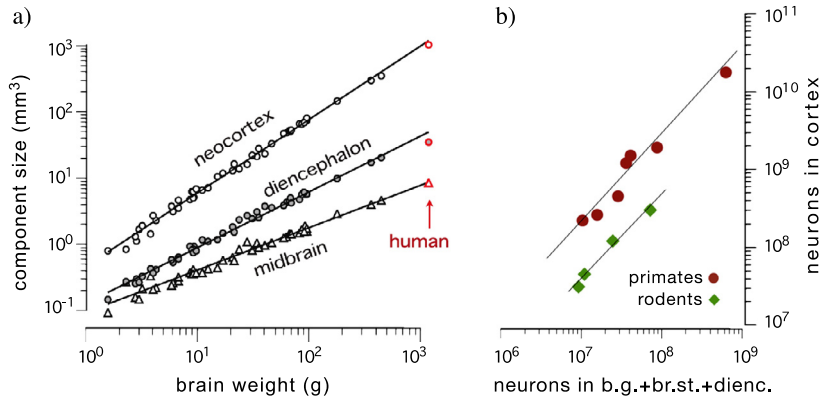 a)
component size (mm³)
10³
10²
10¹
10⁰
10⁻¹
neocortex
diencephalon
midbrain
human
10⁰
10¹
10²
10³
brain weight (g)
b)
10¹¹
10¹⁰
10⁹
10⁸
10⁷
neurons in cortex
primates
rodents
10⁶
10⁷
10⁸
10⁹
neurons in b.g.+br.st.+dienc.